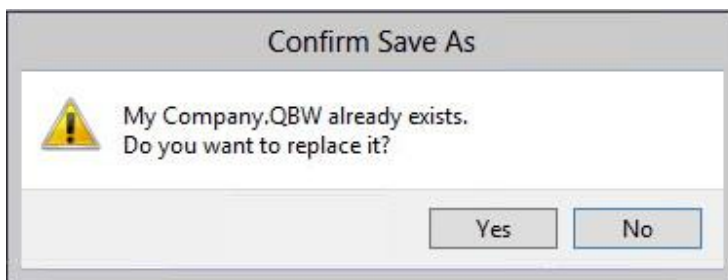 Confirm Save As
My Company.QBW already exists.
Do you want to replace it?
Yes No